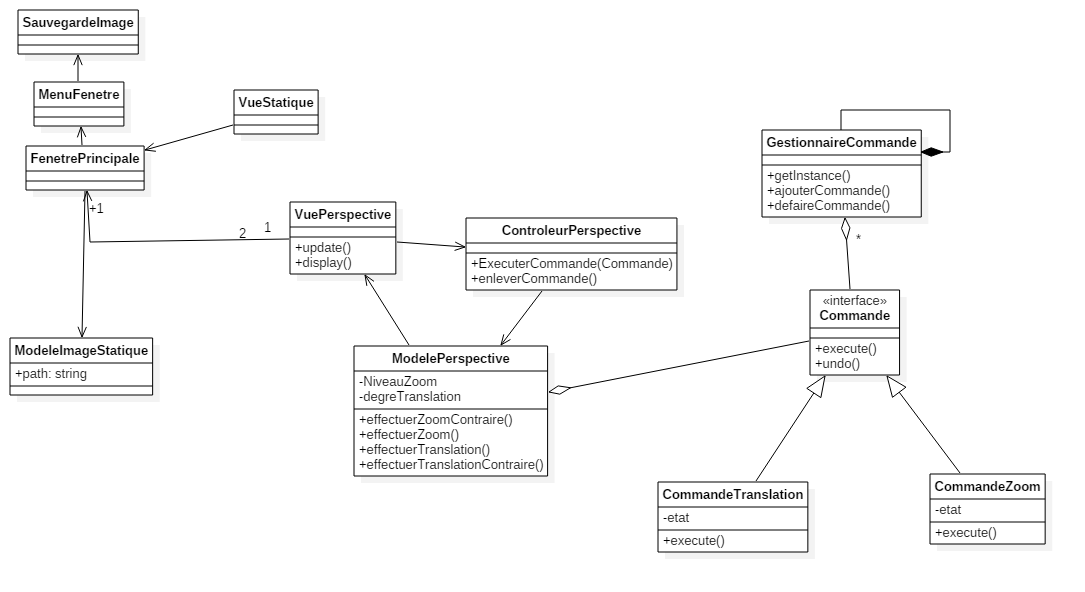 SauvegardeImage
MenuFenetre
VueStatique
FenetrePrincipale
+1
2
1
VuePerspective
+update()
+display()
ControleurPerspective
+ExecuterCommande(Commande)
+enleverCommande()
GestionnaireCommande
+getInstance()
+ajouterCommande()
+defaireCommande()
*
«interface»
Commande
+execute()
+undo()
ModeleImageStatique
+path: string
ModelePerspective
-NiveauZoom
-degreTranslation
+effectuerZoomContraire()
+effectuerZoom()
+effectuerTranslation()
+effectuerTranslationContraire()
CommandeTranslation
-etat
+execute()
CommandeZoom
-etat
+execute()